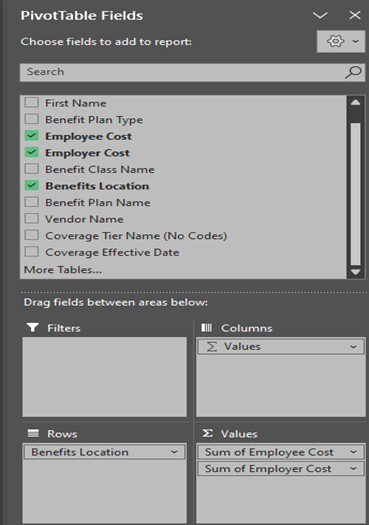 PivotTable Fields
Choose fields to add to report:
Search
First Name
Benefit Plan Type
Employee Cost
Employer Cost
Benefit Class Name
Benefits Location
Benefit Plan Name
Vendor Name
Coverage Tier Name (No Codes)
Coverage Effective Date
More Tables...
Drag fields between areas below:
Filters
Columns
Σ Values
Rows
Σ Values
Benefits Location
Sum of Employee Cost
Sum of Employer Cost